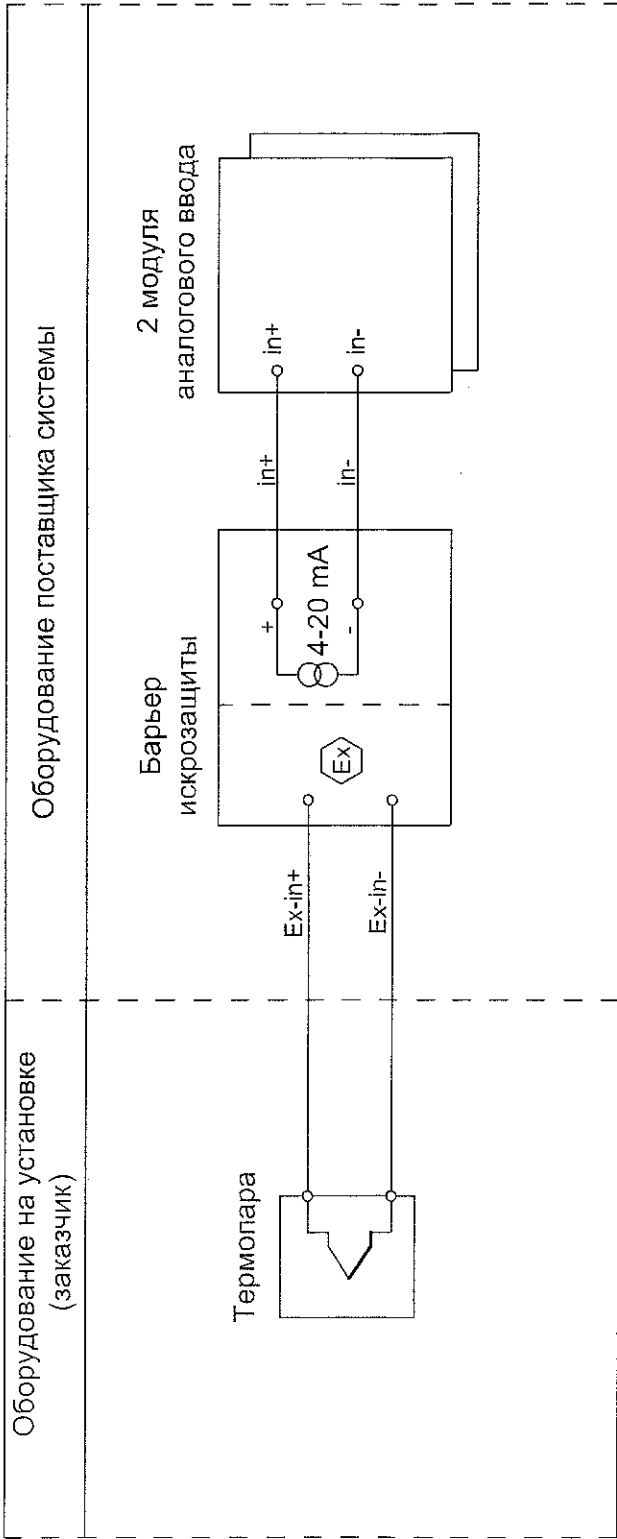 Оборудование на установке
(заказчик)
Оборудование поставщика системы
Термопара
Ex-in+
Ex-in-
Барьер
искрозащиты
Ex
+
4-20 mA
-
in+
in-
2 модуля
аналогового ввода
in+
in-